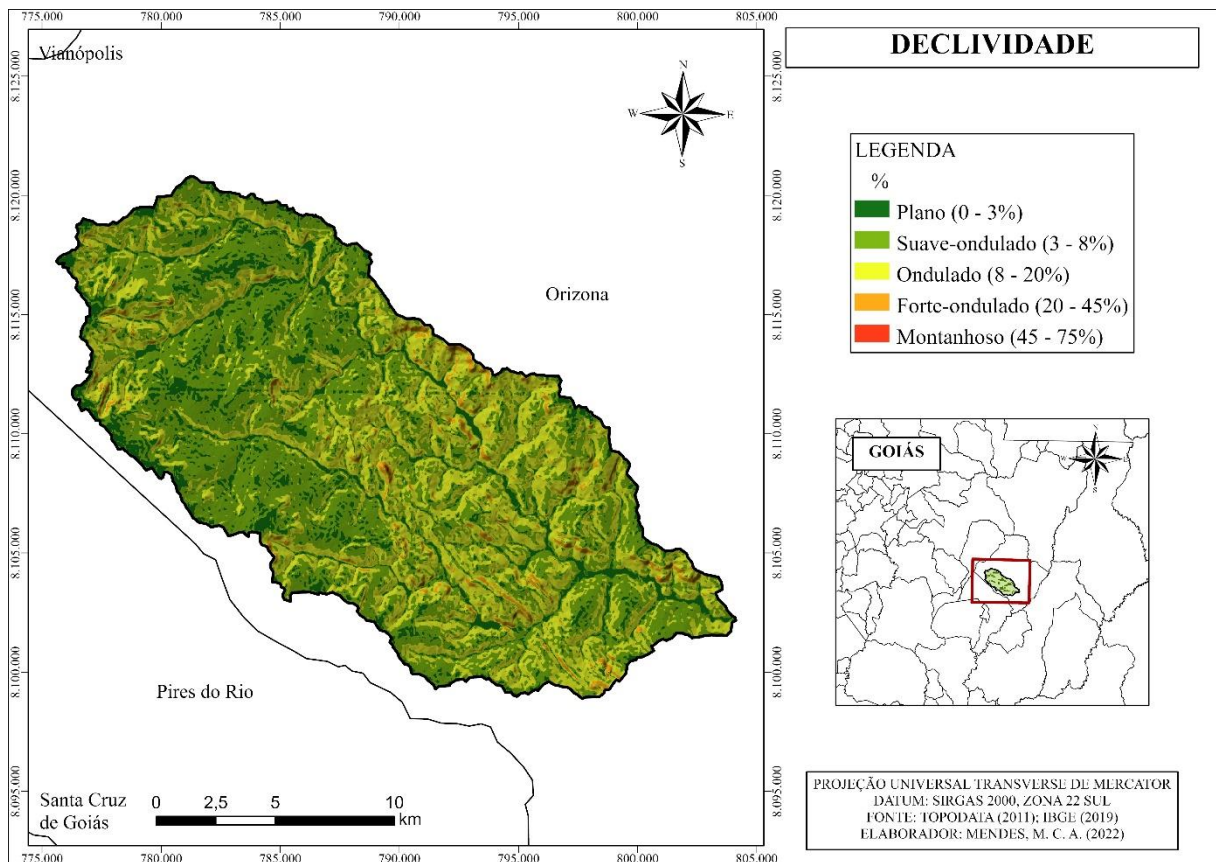 775.000 780.000 785.000 790.000 795.000 800.000 805.000
Vianópolis
8.125.000
8.120.000
8.115.000
8.110.000
8.105.000
8.100.000
8.095.000
N
W E
S
Orizona
Pires do Rio
Santa Cruz
de Goiás
0 2,5 5 10
km
8.125.000
8.120.000
8.115.000
8.110.000
8.105.000
8.100.000
8.095.000
775.000 780.000 785.000 790.000 795.000 800.000 805.000
DECLIVIDADE
LEGENDA
%
Plano (0 - 3%)
Suave-ondulado (3 - 8%)
Ondulado (8 - 20%)
Forte-ondulado (20 - 45%)
Montanhoso (45 - 75%)
GOIÁS
N
W E
S
PROJEÇÃO UNIVERSAL TRANSVERSE DE MERCATOR
DATUM: SIRGAS 2000, ZONA 22 SUL
FONTE: TOPODATA (2011); IBGE (2019)
ELABORADOR: MENDES, M. C. A. (2022)